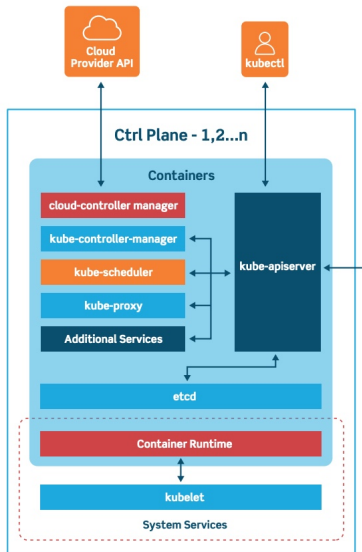 Cloud
Provider API
kubectl
Ctrl Plane - 1,2...n
Containers
cloud-controller manager
kube-controller-manager
kube-scheduler
kube-apiserver
kube-proxy
Additional Services
etcd
Container Runtime
kubelet
System Services